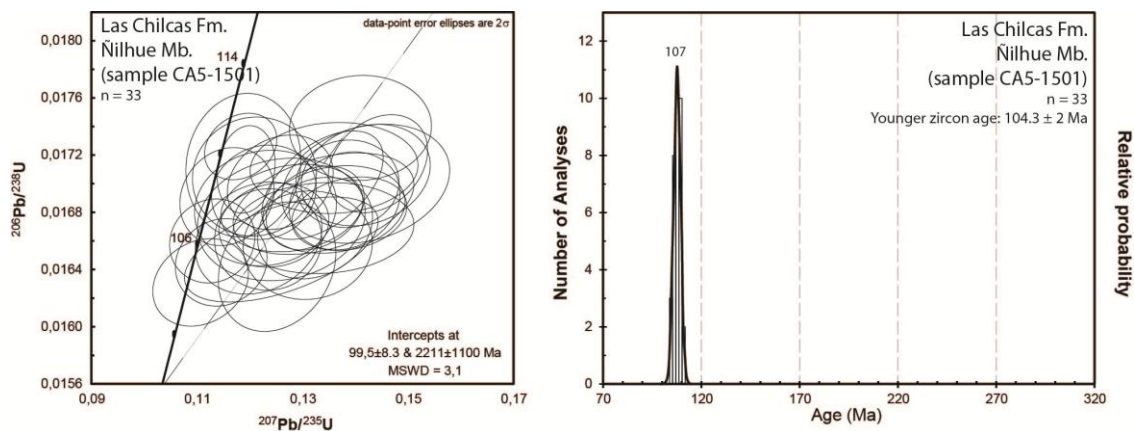 Las Chilcas Fm.
Ñilhue Mb.
(sample CA5-1501)
n = 33
data-point error ellipses are 2σ
0,0180
0,0176
0,0172
0,0168
0,0164
0,0160
0,0156
206Pb/238U
114
106
Intercepts at
99,5±8.3 & 2211±1100 Ma
MSWD = 3,1
0,09
0,11
0,13
0,15
0,17
207Pb/235U
Las Chilcas Fm.
Ñilhue Mb.
(sample CA5-1501)
n = 33
Younger zircon age: 104.3 ± 2 Ma
107
12
10
8
6
4
2
0
Number of Analyses
Relative probability
70
120
170
220
270
320
Age (Ma)